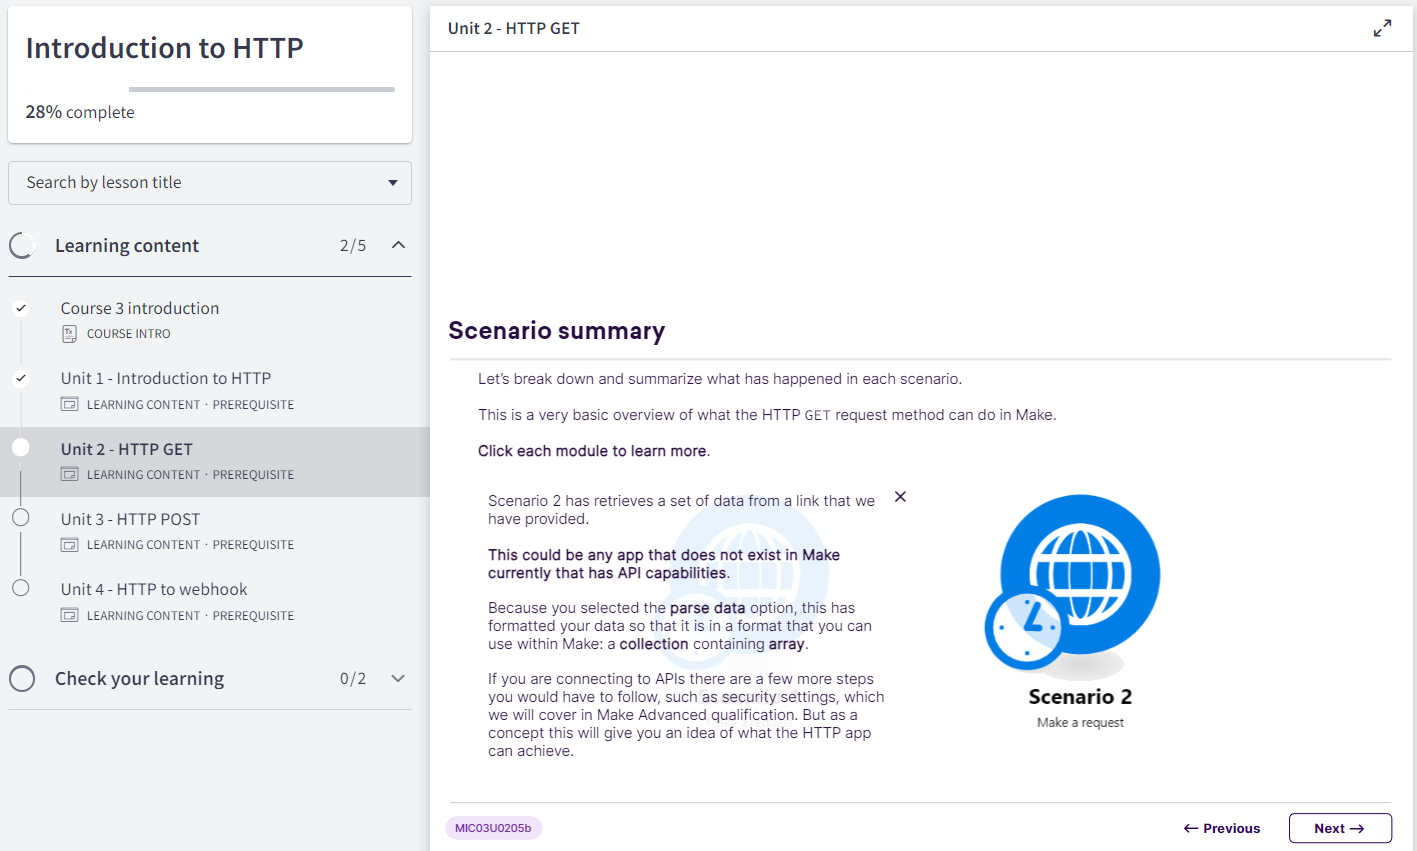 Introduction to HTTP
28% complete
Search by lesson title
Learning content 2/5
Course 3 introduction
COURSE INTRO
Unit 1 - Introduction to HTTP
LEARNING CONTENT · PREREQUISITE
Unit 2 - HTTP GET
LEARNING CONTENT · PREREQUISITE
Unit 3 - HTTP POST
LEARNING CONTENT · PREREQUISITE
Unit 4 - HTTP to webhook
LEARNING CONTENT · PREREQUISITE
Check your learning 0/2
Unit 2 - HTTP GET
Scenario summary
Let's break down and summarize what has happened in each scenario.
This is a very basic overview of what the HTTP GET request method can do in Make.
Click each module to learn more.
Scenario 2 has retrieves a set of data from a link that we
have provided.
This could be any app that does not exist in Make
currently that has API capabilities.
Because you selected the parse data option, this has
formatted your data so that it is in a format that you can
use within Make: a collection containing array.
If you are connecting to APIs there are a few more steps
you would have to follow, such as security settings, which
we will cover in Make Advanced qualification. But as a
concept this will give you an idea of what the HTTP app
can achieve.
Scenario 2
Make a request
MIC03U0205b
← Previous
Next →